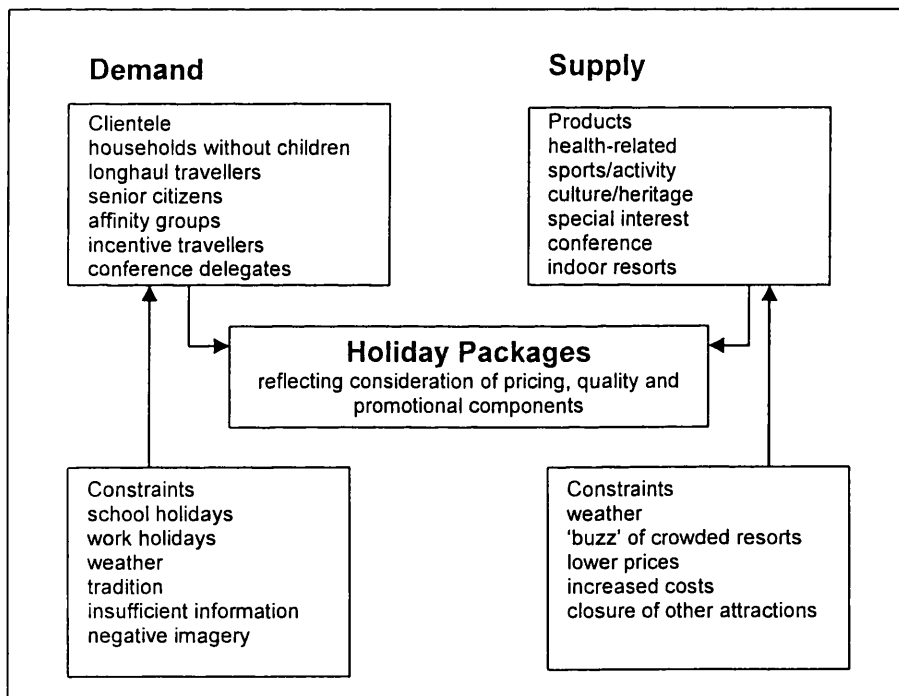 Demand
Clientele
households without children
longhaul travellers
senior citizens
affinity groups
incentive travellers
conference delegates
Supply
Products
health-related
sports/activity
culture/heritage
special interest
conference
indoor resorts
Holiday Packages
reflecting consideration of pricing, quality and
promotional components
Constraints
school holidays
work holidays
weather
tradition
insufficient information
negative imagery
Constraints
weather
'buzz' of crowded resorts
lower prices
increased costs
closure of other attractions